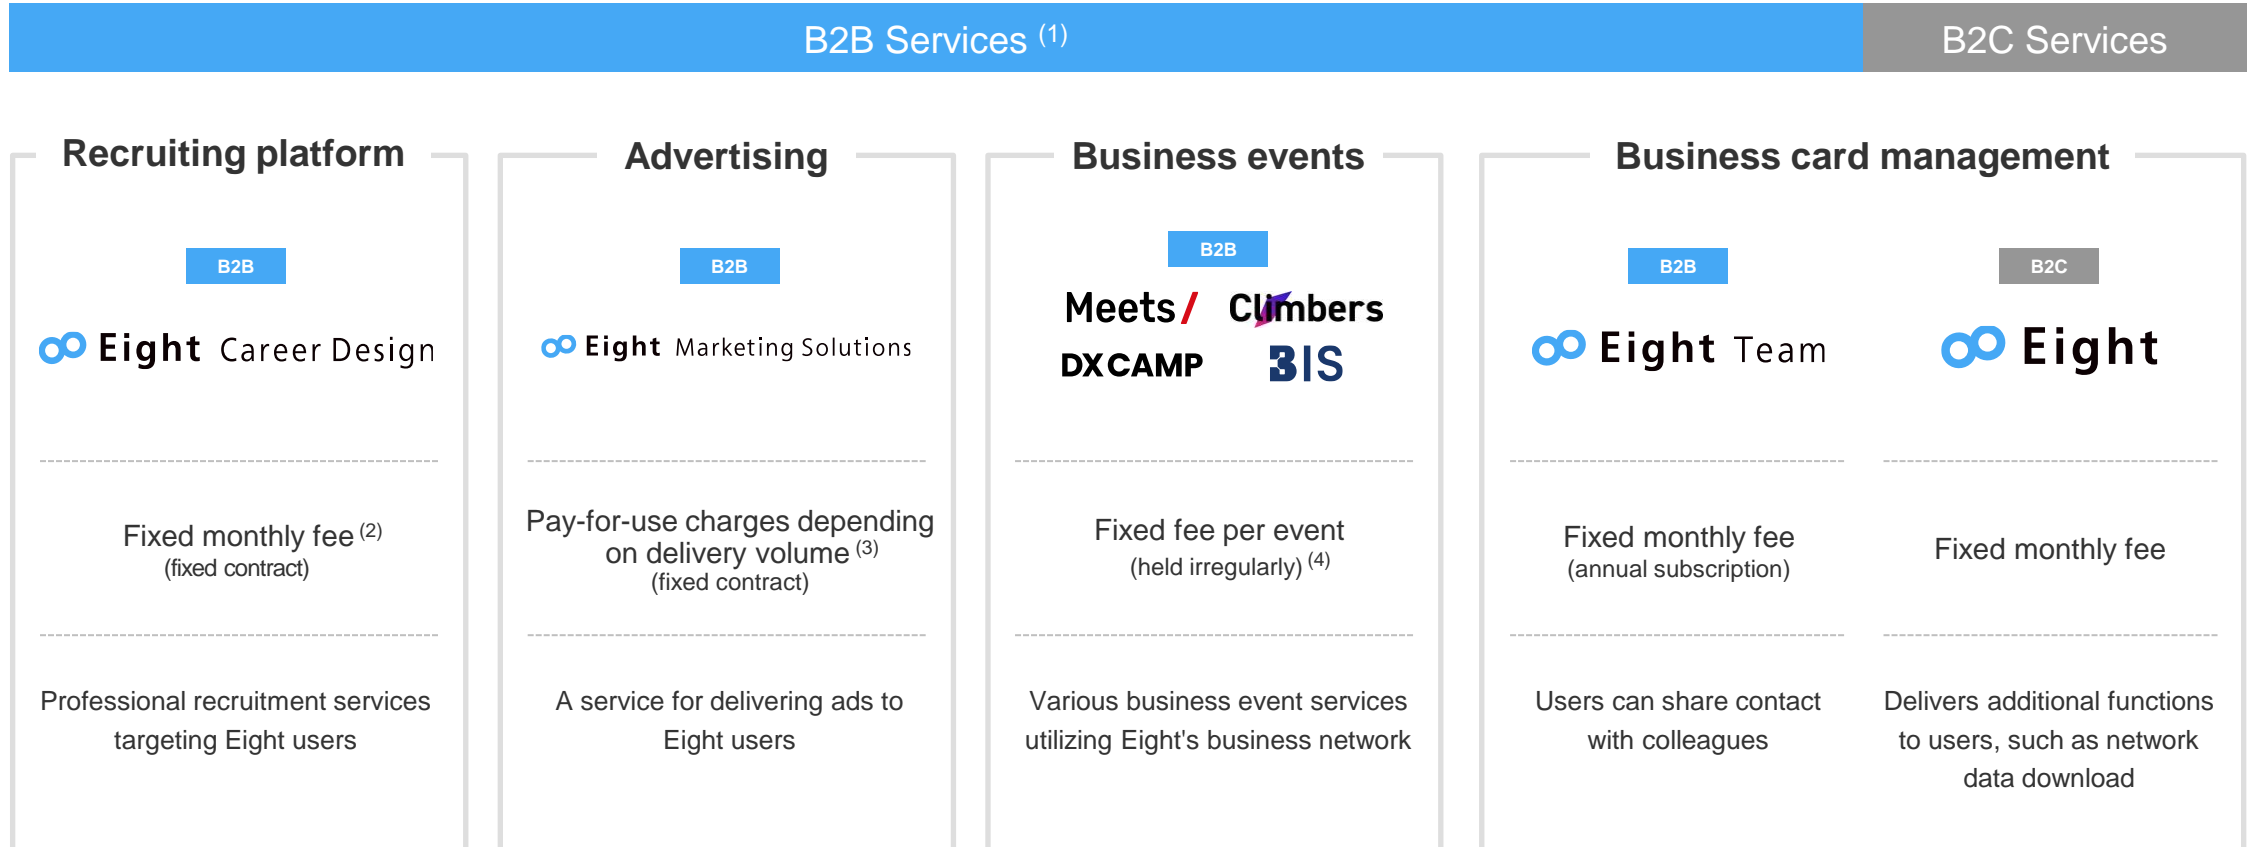 B2B Services (1)
B2C Services
Recruiting platform
B2B
Eight Career Design
Fixed monthly fee (2)
(fixed contract)
Professional recruitment services
targeting Eight users
Advertising
B2B
Eight Marketing Solutions
Pay-for-use charges depending
on delivery volume (3)
(fixed contract)
A service for delivering ads to
Eight users
Business events
B2B
Meets/
Climbers
DX CAMP
BIS
Fixed fee per event
(held irregularly) (4)
Various business event services
utilizing Eight's business network
Business card management
B2B
Eight Team
Fixed monthly fee
(annual subscription)
Users can share contact
with colleagues
B2C
Eight
Fixed monthly fee
Delivers additional functions
to users, such as network
data download